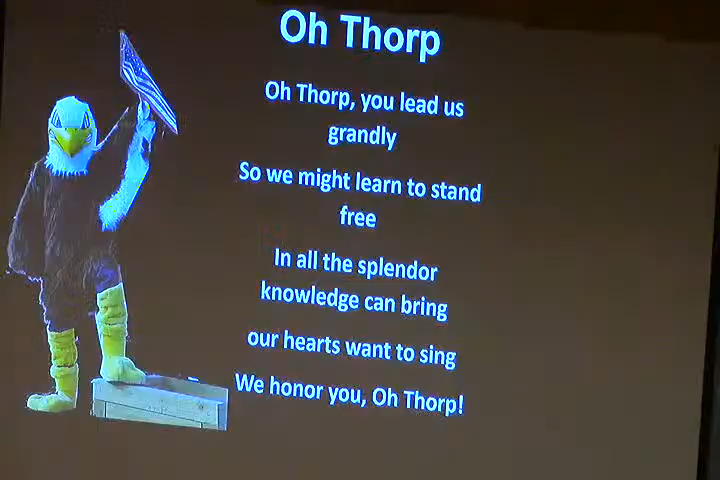 Oh Thorp
Oh Thorp, you lead us
grandly
So we might learn to stand
free
In all the splendor
knowledge can bring
our hearts want to sing
We honor you, Oh Thorp!